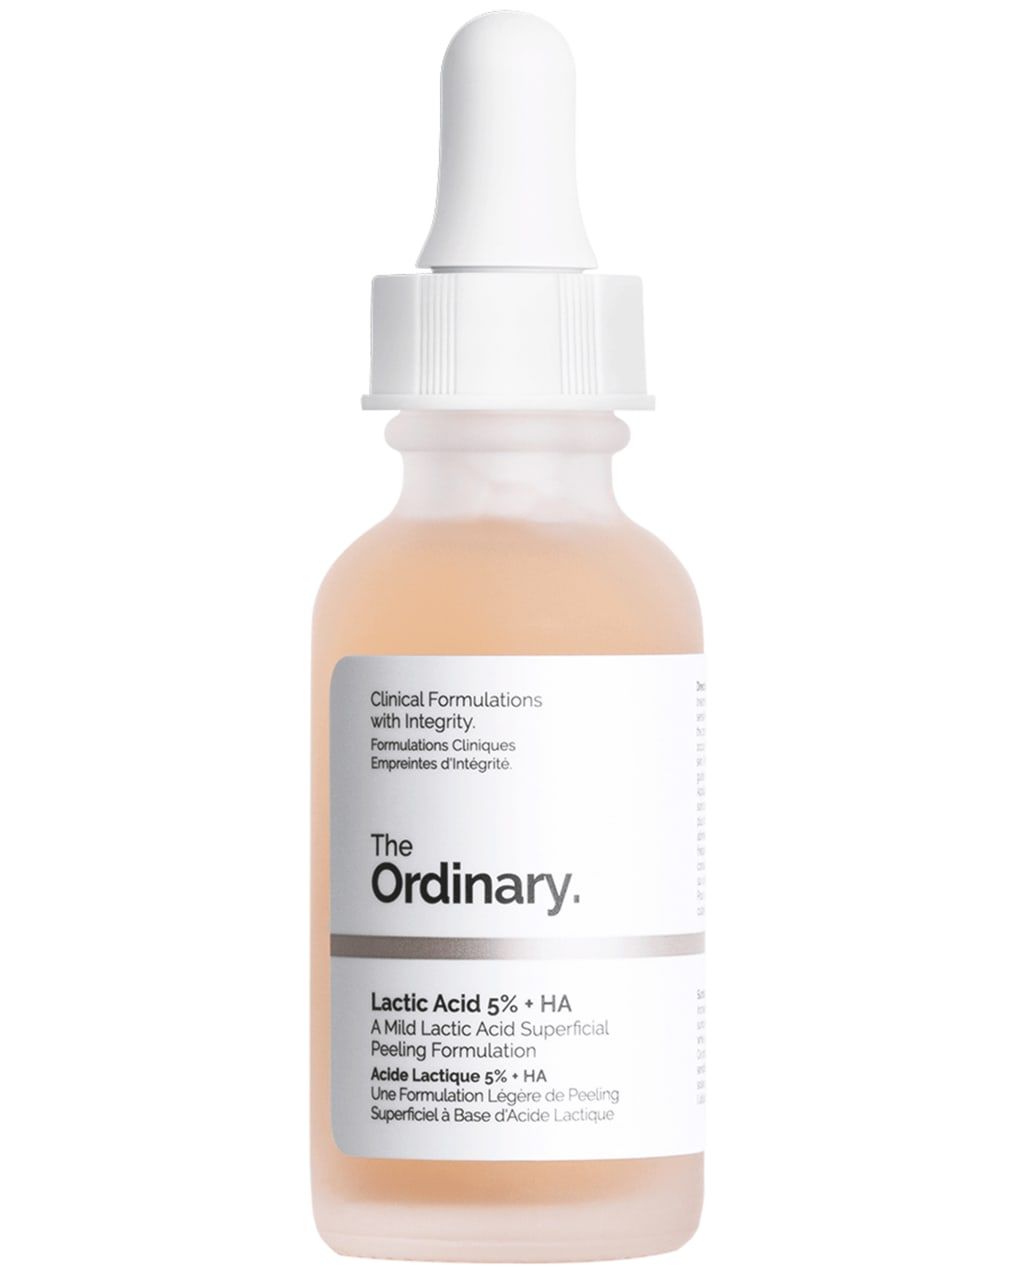 Clinical Formulations
with Integrity.
Formulations Cliniques
Empreintes d'Intégrité.
The
Ordinary.
Lactic Acid 5% + HA
A Mild Lactic Acid Superficial
Peeling Formulation
Acide Lactique 5% + HA
Une Formulation Légère de Peeling
Superficiel à Base d'Acide Lactique